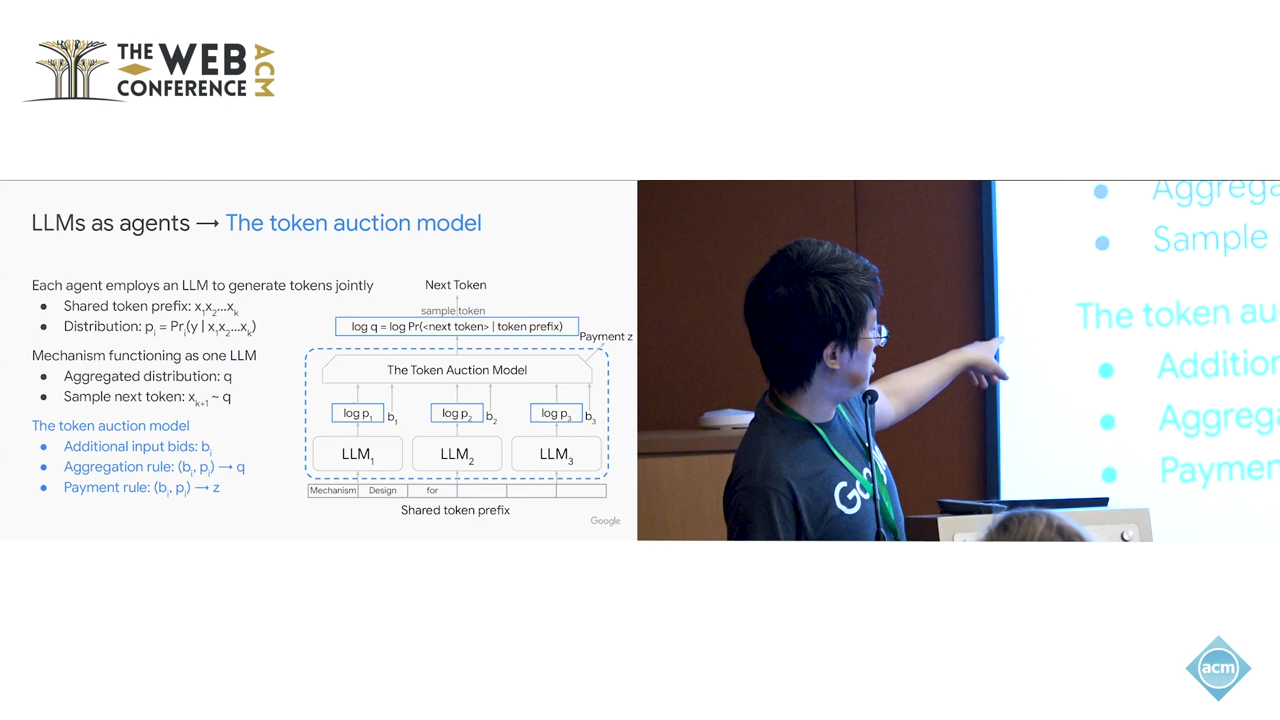 THE WEB
CONFERENCE
ACM
LLMs as agents → The token auction model
Each agent employs an LLM to generate tokens jointly
● Shared token prefix: x₁x₂...xₖ
● Distribution: pᵢ = Prᵢ(y | x₁x₂...xₖ)
Mechanism functioning as one LLM
● Aggregated distribution: q
● Sample next token: xₖ₊₁ ~ q
The token auction model
● Additional input bids: bᵢ
● Aggregation rule: (bᵢ, pᵢ) → q
● Payment rule: (bᵢ, pᵢ) → z
Next Token
sample token
log q = log Pr(<next token> | token prefix)
Payment z
The Token Auction Model
log p₁ b₁ log p₂ b₂ log p₃ b₃
LLM₁ LLM₂ LLM₃
Mechanism Design for
Shared token prefix
Google
● Aggrega
● Sample
The token au
● Addition
● Aggrega
● Paymen
Go
acm